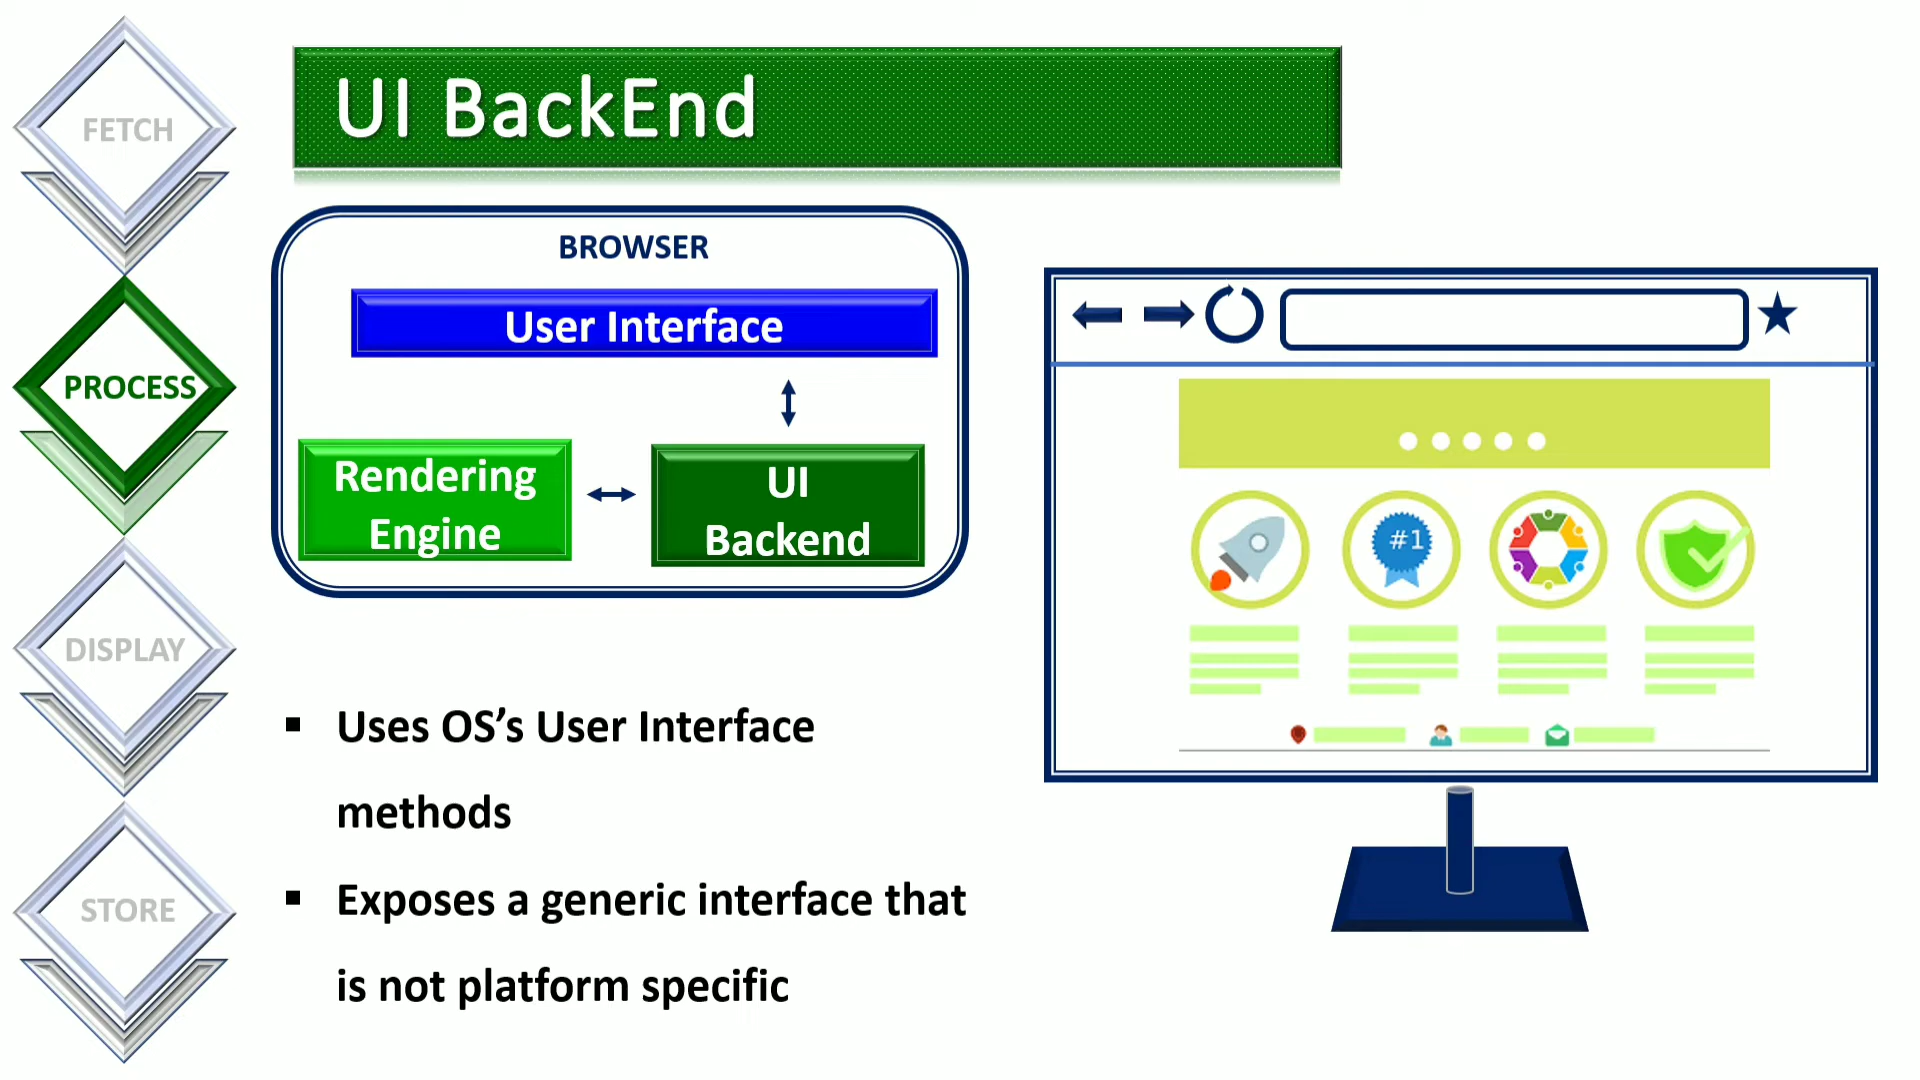 UI BackEnd
FETCH
PROCESS
DISPLAY
STORE
BROWSER
User Interface
Rendering
Engine
UI
Backend
#1
▪ Uses OS’s User Interface
methods
▪ Exposes a generic interface that
is not platform specific